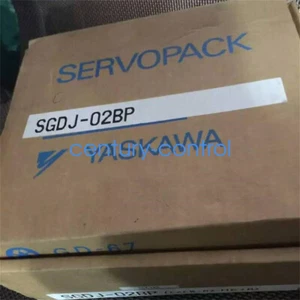 SERVOPACK
SGDJ-02BP
YASKAWA
century-control
SGDJ-02BP